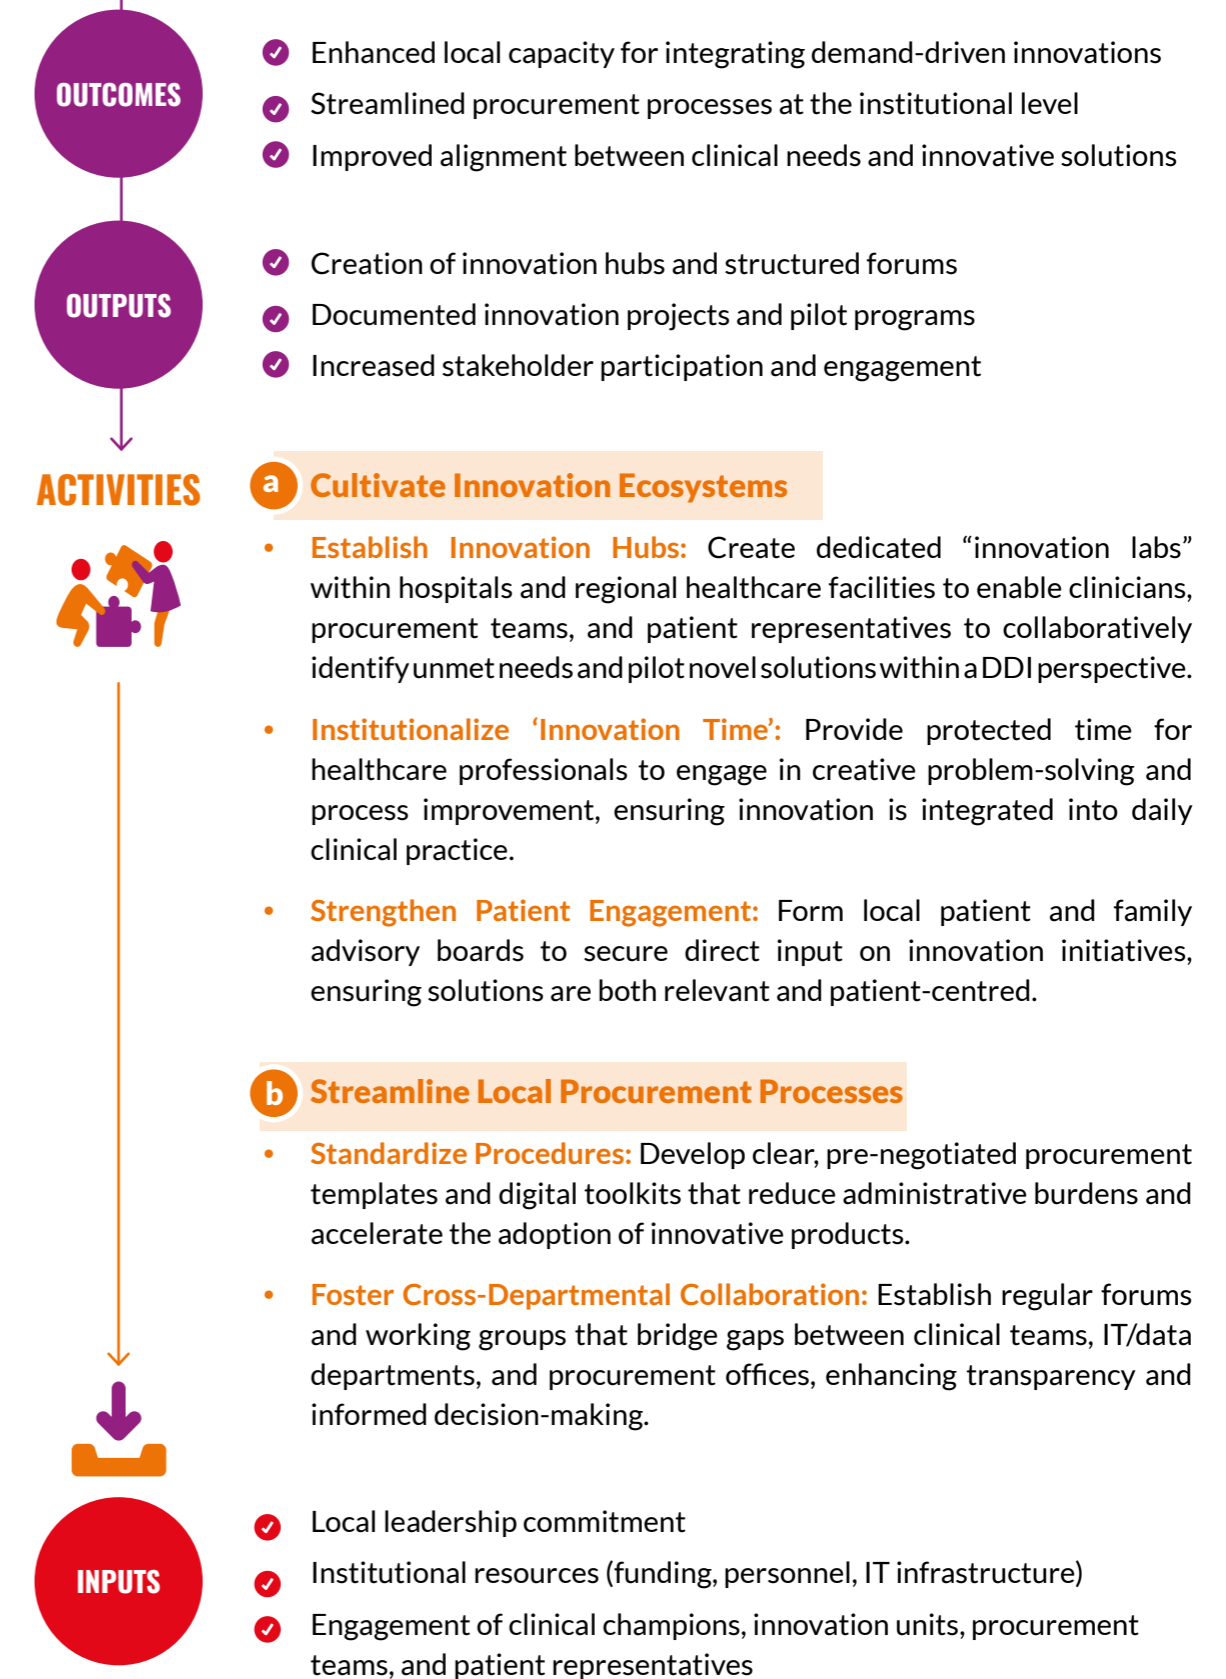 OUTCOMES
Enhanced local capacity for integrating demand-driven innovations
Streamlined procurement processes at the institutional level
Improved alignment between clinical needs and innovative solutions
OUTPUTS
Creation of innovation hubs and structured forums
Documented innovation projects and pilot programs
Increased stakeholder participation and engagement
ACTIVITIES
a Cultivate Innovation Ecosystems
• Establish Innovation Hubs: Create dedicated “innovation labs”
within hospitals and regional healthcare facilities to enable clinicians,
procurement teams, and patient representatives to collaboratively
identify unmet needs and pilot novel solutions within a DDI perspective.
• Institutionalize ‘Innovation Time’: Provide protected time for
healthcare professionals to engage in creative problem-solving and
process improvement, ensuring innovation is integrated into daily
clinical practice.
• Strengthen Patient Engagement: Form local patient and family
advisory boards to secure direct input on innovation initiatives,
ensuring solutions are both relevant and patient-centred.
b Streamline Local Procurement Processes
• Standardize Procedures: Develop clear, pre-negotiated procurement
templates and digital toolkits that reduce administrative burdens and
accelerate the adoption of innovative products.
• Foster Cross-Departmental Collaboration: Establish regular forums
and working groups that bridge gaps between clinical teams, IT/data
departments, and procurement offices, enhancing transparency and
informed decision-making.
INPUTS
Local leadership commitment
Institutional resources (funding, personnel, IT infrastructure)
Engagement of clinical champions, innovation units, procurement
teams, and patient representatives